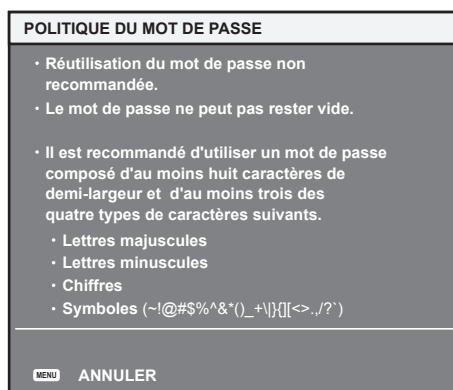 POLITIQUE DU MOT DE PASSE
· Réutilisation du mot de passe non
recommandée.
· Le mot de passe ne peut pas rester vide.
· Il est recommandé d'utiliser un mot de passe
composé d'au moins huit caractères de
demi-largeur et d'au moins trois des
quatre types de caractères suivants.
· Lettres majuscules
· Lettres minuscules
· Chiffres
· Symboles (~!@#$%^&*()_+\|}{][<>.,/?`)
MENU ANNULER